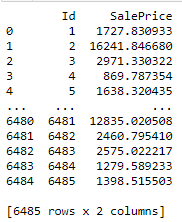 Id SalePrice
0 1 1727.830933
1 2 16241.846680
2 3 2971.330322
3 4 869.787354
4 5 1638.320435
... ... ...
6480 6481 12835.020508
6481 6482 2460.795410
6482 6483 2575.022217
6483 6484 1279.589233
6484 6485 1398.515503
[6485 rows x 2 columns]